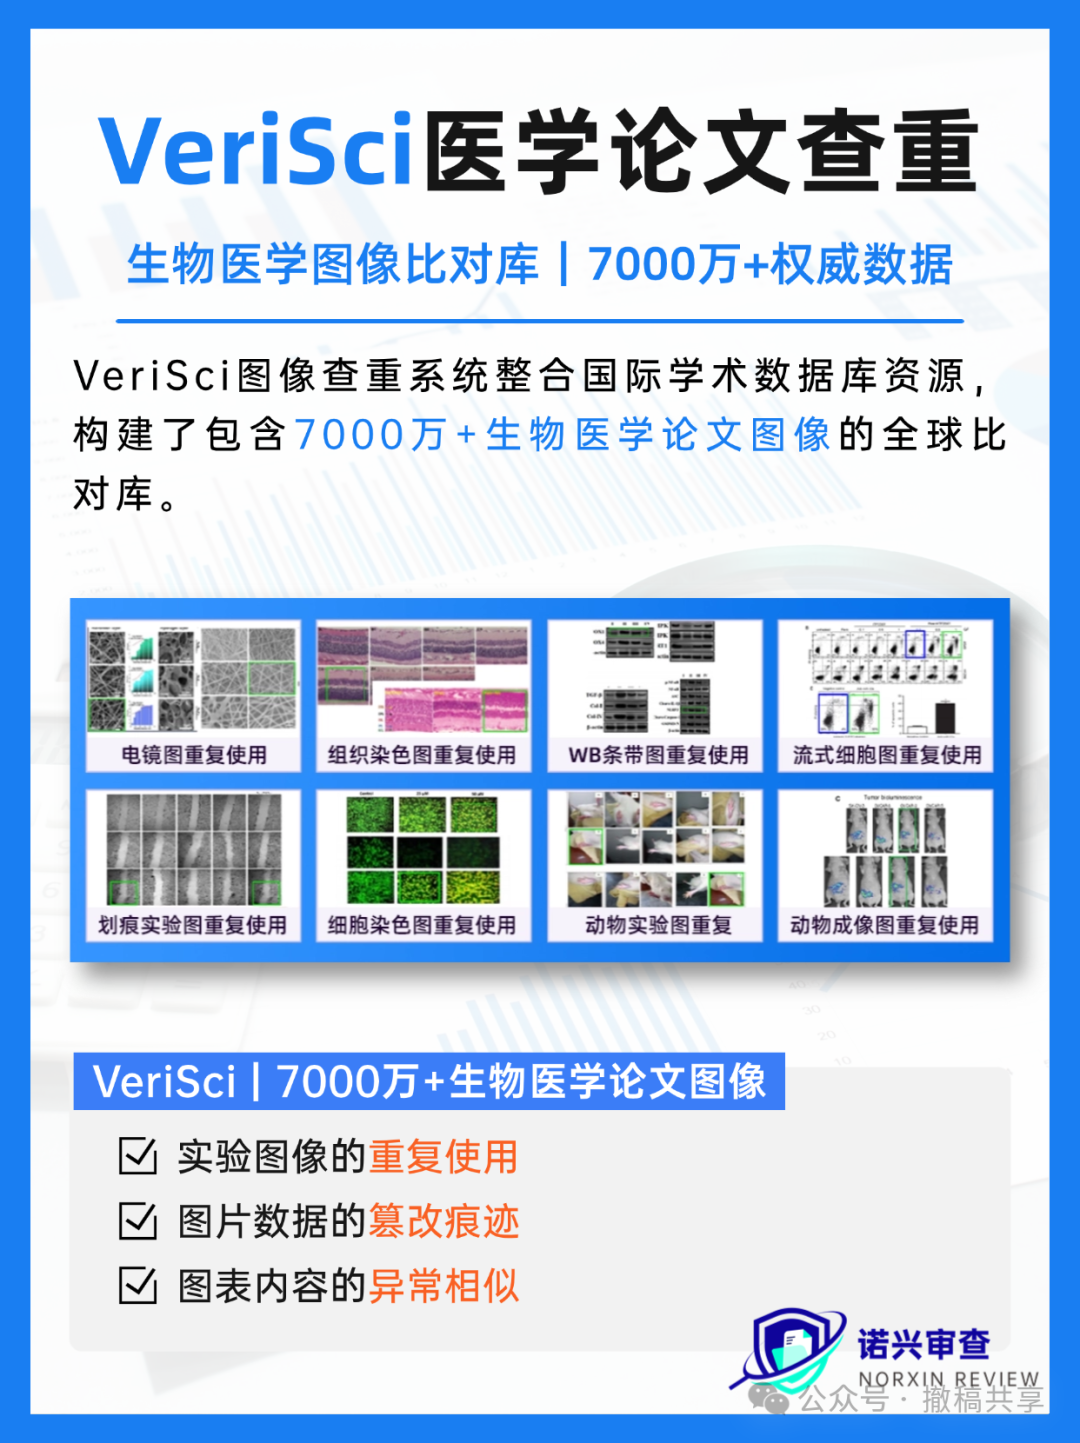 VeriSci医学论文查重
生物医学图像比对库 | 7000万+权威数据
VeriSci图像查重系统整合国际学术数据库资源，
构建了包含7000万+生物医学论文图像的全球比
对库。
电镜图重复使用
组织染色图重复使用
WB条带图重复使用
流式细胞图重复使用
Tumor bioluminescence
划痕实验图重复使用
细胞染色图重复使用
动物实验图重复
动物成像图重复使用
VeriSci | 7000万+生物医学论文图像
实验图像的重复使用
图片数据的篡改痕迹
图表内容的异常相似
诺兴审查
NORXIN REVIEW
公众号 · 撤稿共享